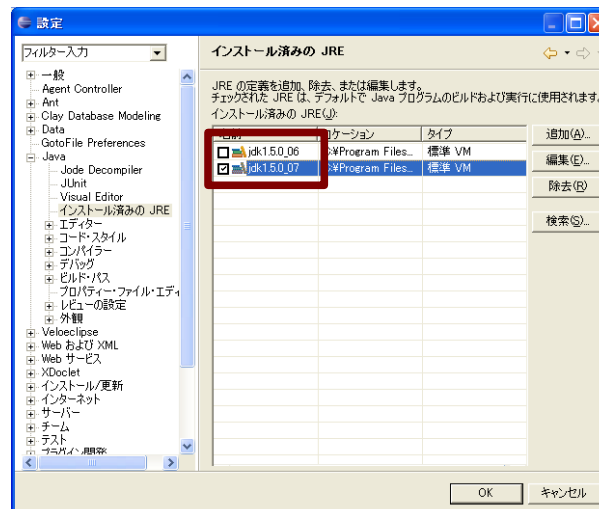 設定
フィルター入力
インストール済みの JRE
一般
Agent Controller
Ant
Clay Database Modeling
Data
GotoFile Preferences
Java
Jode Decompiler
JUnit
Visual Editor
インストール済みの JRE
エディター
コード・スタイル
コンパイラー
デバッグ
ビルド・パス
プロパティー・ファイル・エディ
レビューの設定
外観
Veloeclipse
Web および XML
Web サービス
XDoclet
インストール/更新
インターネット
サーバー
チーム
テスト
プラグイン開発
JRE の定義を追加、除去、または編集します。
チェックされた JRE は、デフォルトで Java プログラムのビルドおよび実行に使用されます。
インストール済みの JRE(J):
名前 ロケーション タイプ
jdk1.5.0_06 C:¥Program Files... 標準 VM
jdk1.5.0_07 C:¥Program Files... 標準 VM
追加(A)...
編集(E)...
除去(R)
検索(S)...
OK キャンセル